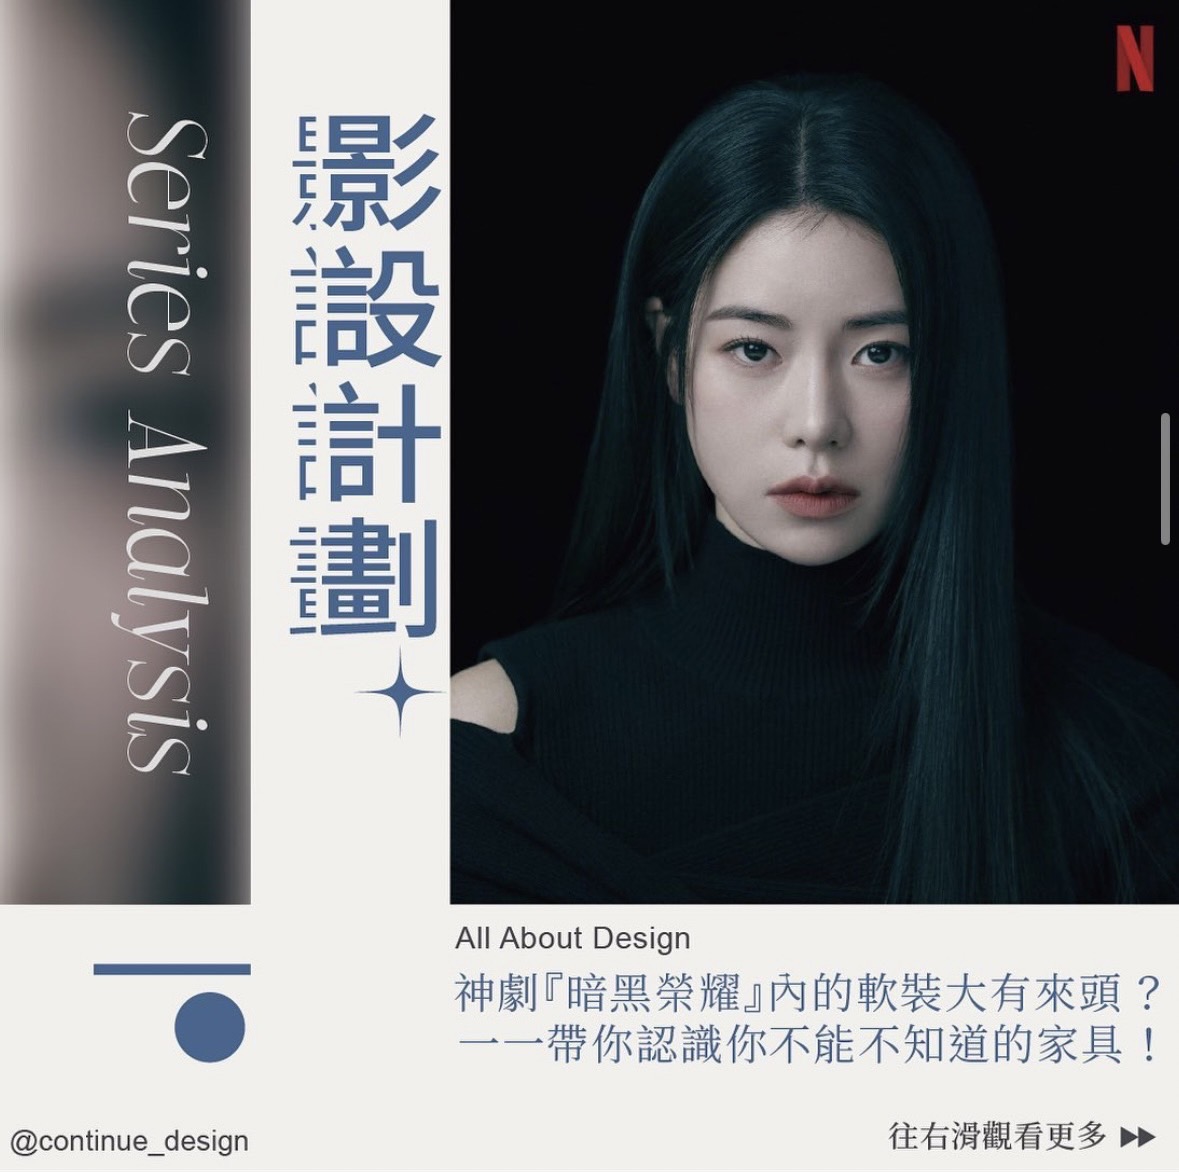 Series Analysis
影設計劃
N
All About Design
神劇『暗黑榮耀』內的軟裝大有來頭？
一一帶你認識你不能不知道的家具！
@continue_design
往右滑觀看更多